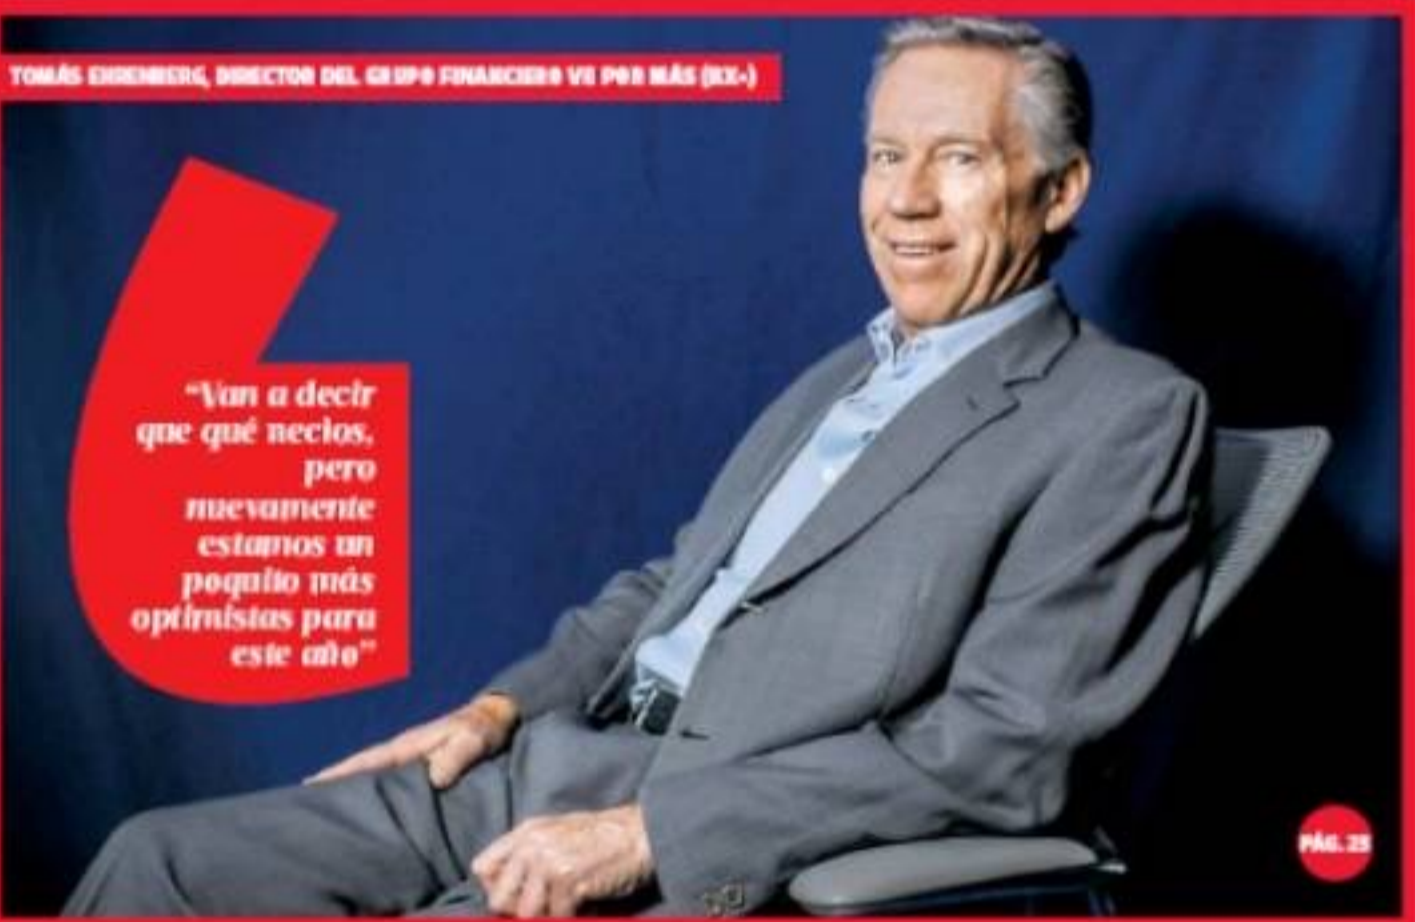 TOMÁS EHRENBERG, DIRECTOR DEL GRUPO FINANCIERO VE POR MÁS (BX+)
“Van a decir
que qué necios,
pero
nuevamente
estamos un
poquito más
optimistas para
este año”
PÁG. 25